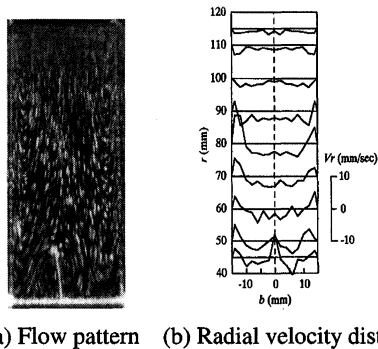 120
110
100
90
80
70
60
50
40
r (mm)
Vr (mm/sec)
10
0
-10
-10 0 10
b (mm)
a) Flow pattern (b) Radial velocity dist